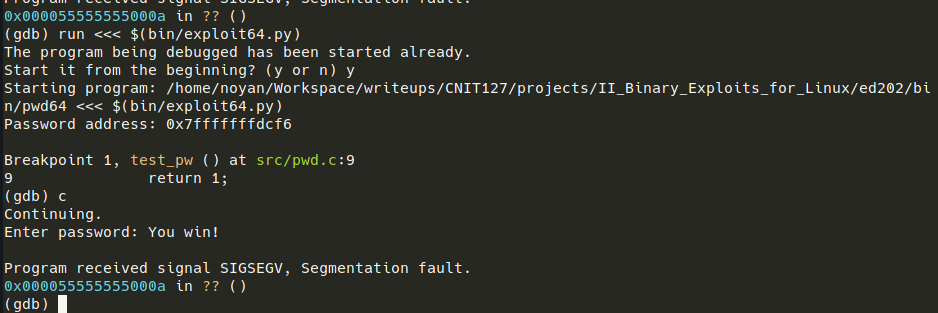 Program received signal SIGSEGV, Segmentation fault.
0x000055555555000a in ?? ()
(gdb) run <<< $(bin/exploit64.py)
The program being debugged has been started already.
Start it from the beginning? (y or n) y
Starting program: /home/noyan/Workspace/writeups/CNIT127/projects/II_Binary_Exploits_for_Linux/ed202/bi
n/pwd64 <<< $(bin/exploit64.py)
Password address: 0x7fffffffdcf6
Breakpoint 1, test_pw () at src/pwd.c:9
9 return 1;
(gdb) c
Continuing.
Enter password: You win!
Program received signal SIGSEGV, Segmentation fault.
0x000055555555000a in ?? ()
(gdb)